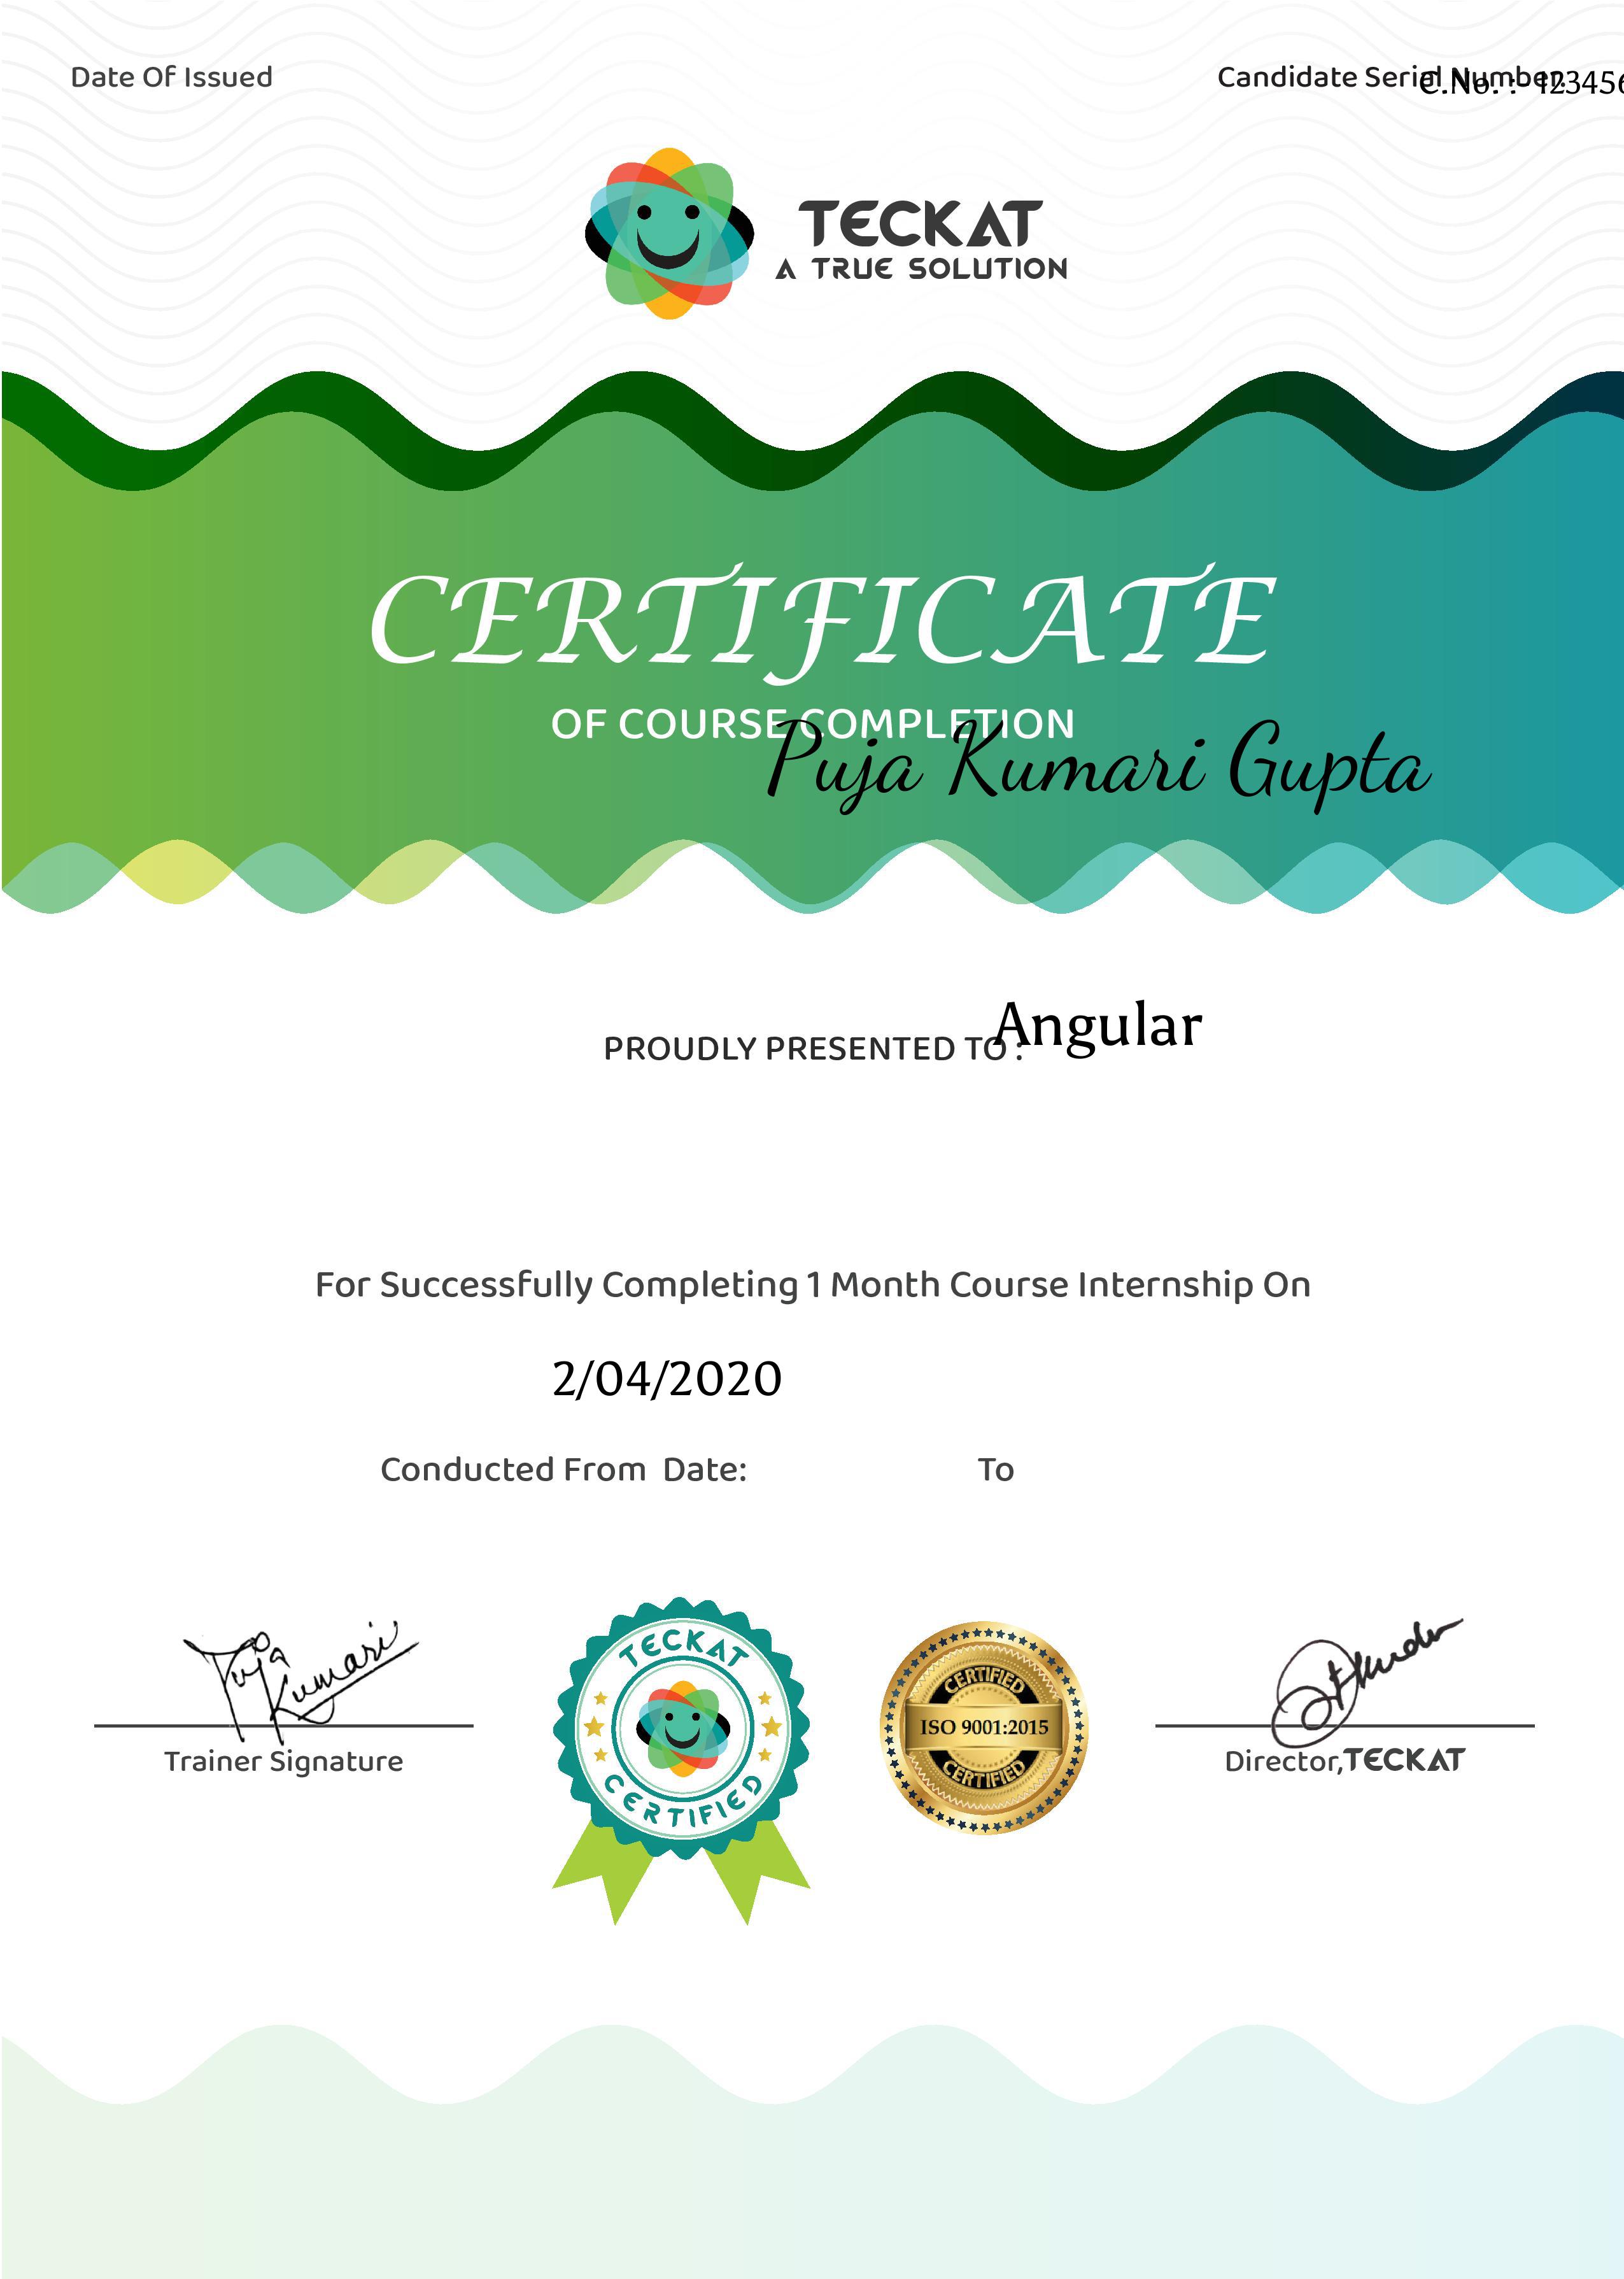 Date Of Issued
Candidate Serial Number:
C.No. : 123456
TECKAT
A TRUE SOLUTION
CERTIFICATE
OF COURSE COMPLETION
Puja Kumari Gupta
Angular
PROUDLY PRESENTED TO :
For Successfully Completing 1 Month Course Internship On
2/04/2020
Conducted From Date: To
Puja Kumari
Trainer Signature
TECKAT
CERTIFIED
CERTIFIED
ISO 9001:2015
CERTIFIED
Director,TECKAT